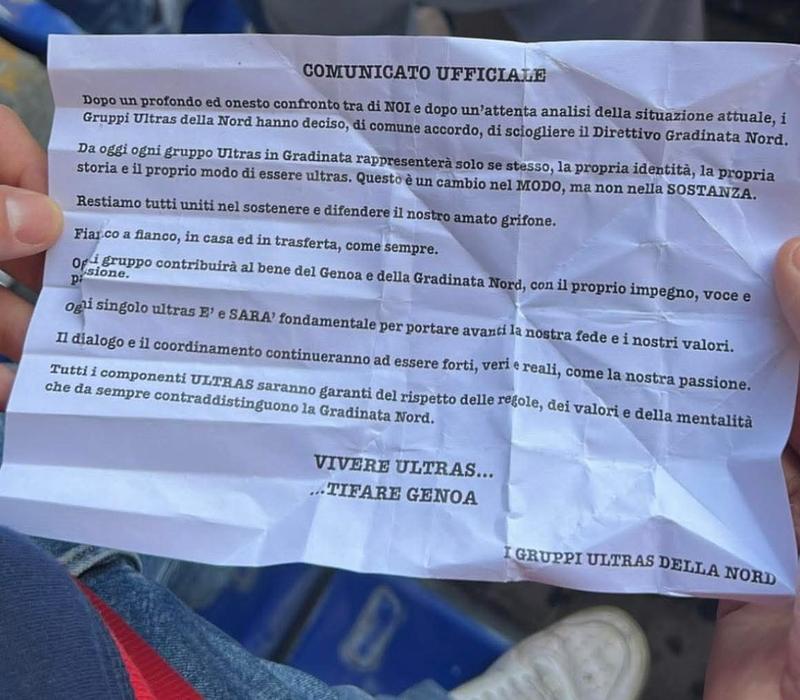 COMUNICATO UFFICIALE
Dopo un profondo ed onesto confronto tra di NOI e dopo un'attenta analisi della situazione attuale, i
Gruppi Ultras della Nord hanno deciso, di comune accordo, di sciogliere il Direttivo Gradinata Nord.
Da oggi ogni gruppo Ultras in Gradinata rappresenterà solo se stesso, la propria identità, la propria
storia e il proprio modo di essere ultras. Questo è un cambio nel MODO, ma non nella SOSTANZA.
Restiamo tutti uniti nel sostenere e difendere il nostro amato grifone.
Fianco a fianco, in casa ed in trasferta, come sempre.
Ogni gruppo contribuirà al bene del Genoa e della Gradinata Nord, con il proprio impegno, voce e
passione.
Ogni singolo ultras E' e SARA' fondamentale per portare avanti la nostra fede e i nostri valori.
Il dialogo e il coordinamento continueranno ad essere forti, veri e reali, come la nostra passione.
Tutti i componenti ULTRAS saranno garanti del rispetto delle regole, dei valori e della mentalità
che da sempre contraddistinguono la Gradinata Nord.
VIVERE ULTRAS...
...TIFARE GENOA
I GRUPPI ULTRAS DELLA NORD